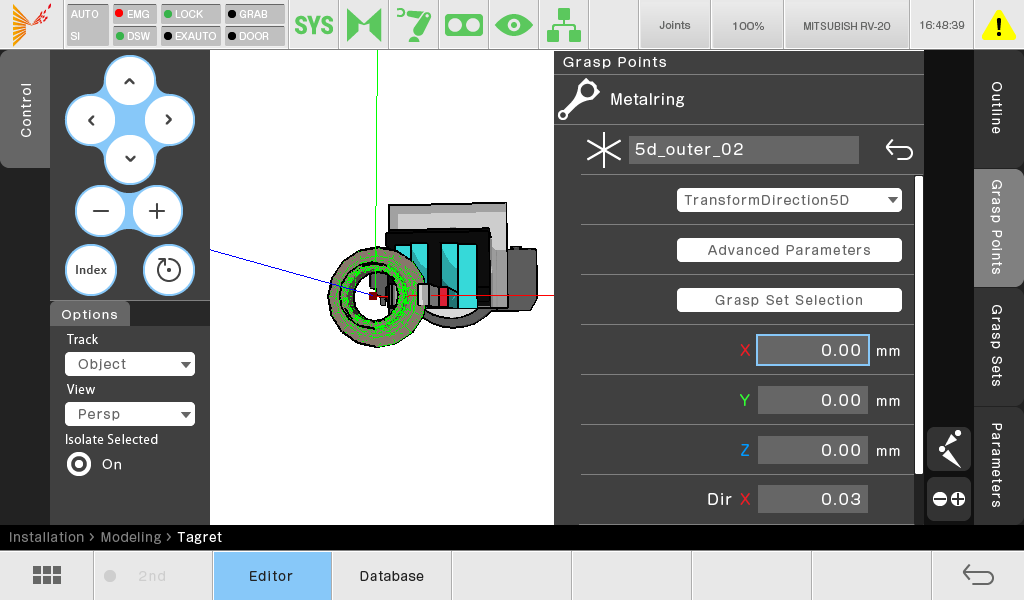 AUTO EMG LOCK GRAB
SI DSW EXAUTO DOOR
SYS
Joints
100%
MITSUBISH RV-20
16:48:39
Control
Index
Options
Track
Object
View
Persp
Isolate Selected
On
Grasp Points
Metalring
5d_outer_02
TransformDirection5D
Advanced Parameters
Grasp Set Selection
X 0.00 mm
Y 0.00 mm
Z 0.00 mm
Dir X 0.03
Outline
Grasp Points
Grasp Sets
Parameters
Installation > Modeling > Tagret
2nd
Editor
Database